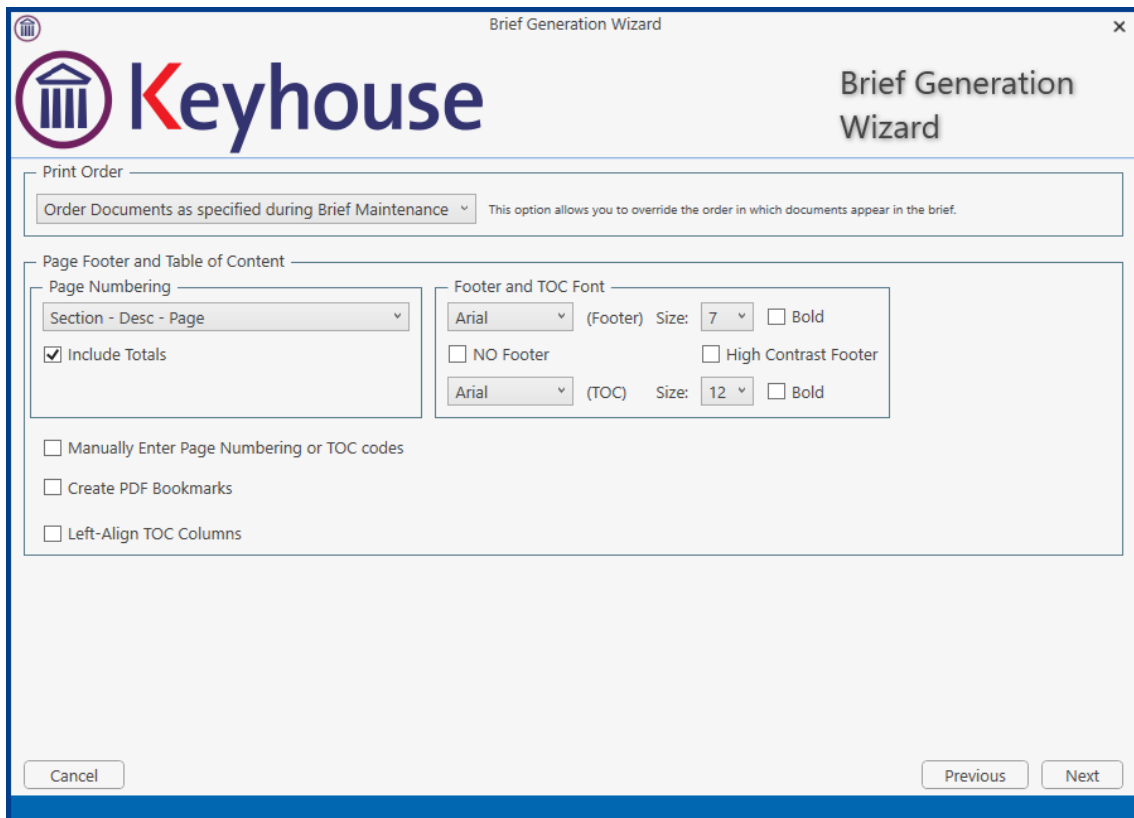 Brief Generation Wizard
Keyhouse
Brief Generation
Wizard
Print Order
Order Documents as specified during Brief Maintenance
This option allows you to override the order in which documents appear in the brief.
Page Footer and Table of Content
Page Numbering
Section - Desc - Page
Include Totals
Footer and TOC Font
Arial (Footer) Size: 7 Bold
NO Footer High Contrast Footer
Arial (TOC) Size: 12 Bold
Manually Enter Page Numbering or TOC codes
Create PDF Bookmarks
Left-Align TOC Columns
Cancel Previous Next